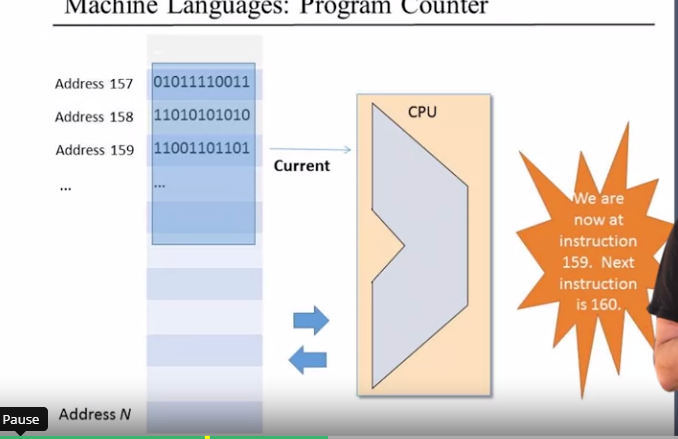 Machine Languages: Program Counter
Address 157 01011110011
Address 158 11010101010
Address 159 11001101101
... ...
Current
CPU
We are
now at
instruction
159. Next
instruction
is 160.
Address N
Pause